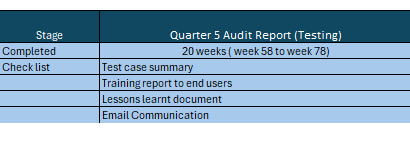 Stage Quarter 5 Audit Report (Testing)
Completed 20 weeks ( week 58 to week 78)
Check list Test case summary
Training report to end users
Lessons learnt document
Email Communication